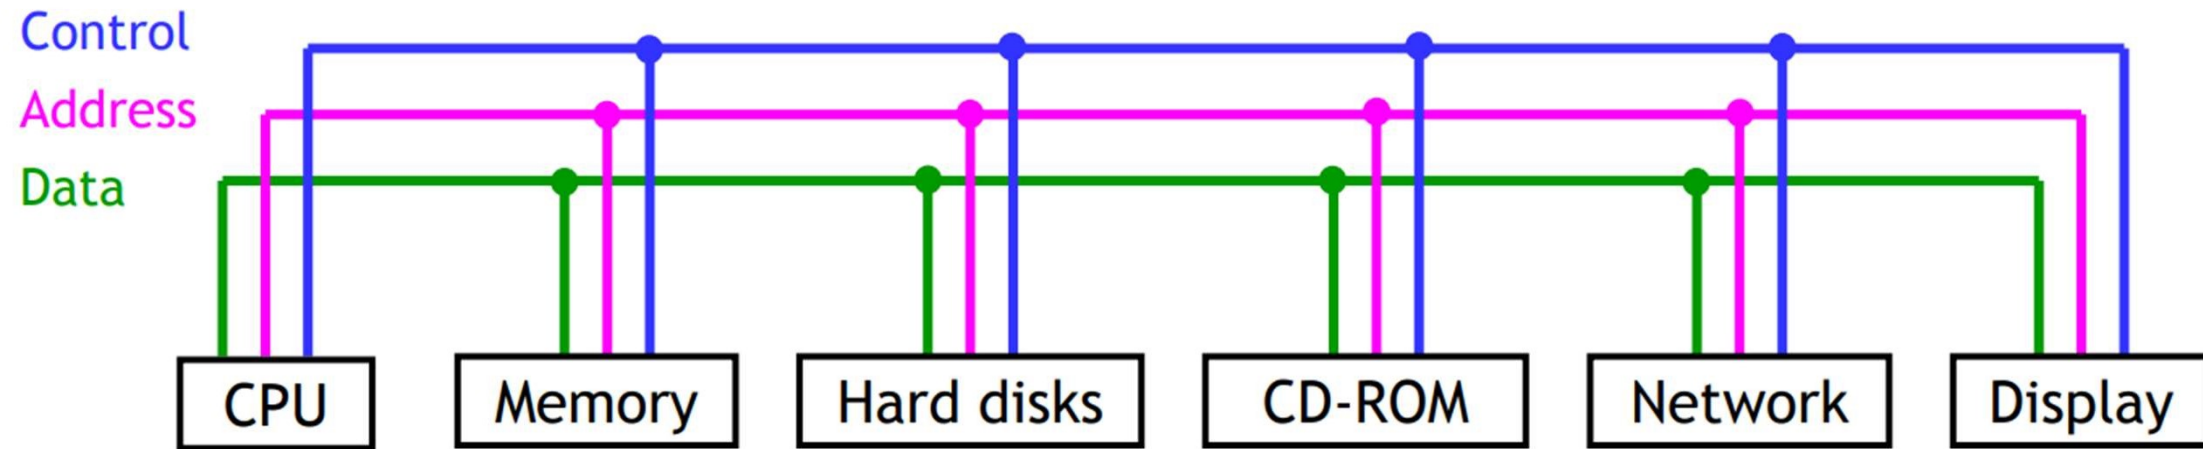 Control
Address
Data
CPU
Memory
Hard disks
CD-ROM
Network
Display